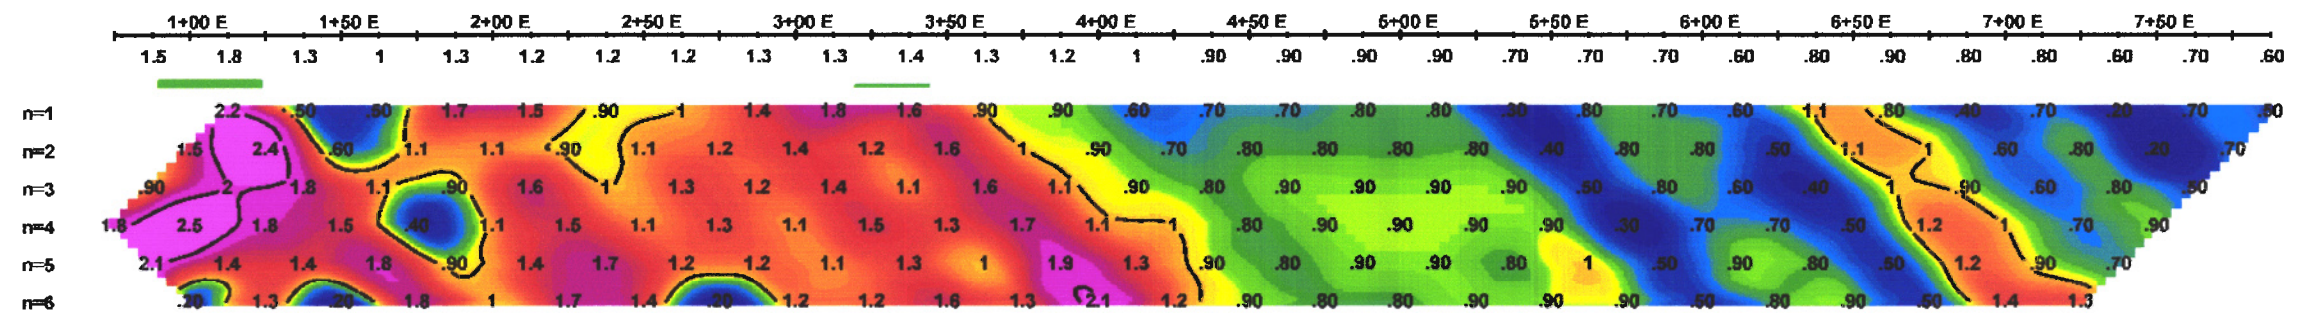 1+00 E 1+50 E 2+00 E 2+50 E 3+00 E 3+50 E 4+00 E 4+50 E 5+00 E 5+50 E 6+00 E 6+50 E 7+00 E 7+50 E
1.5 1.8 1.3 1 1.3 1.2 1.2 1.2 1.3 1.3 1.4 1.3 1.2 1 .90 .90 .90 .90 .70 .70 .70 .60 .80 .90 .80 .80 .60 .70 .60
n=1 2.2 .50 .50 1.7 1.5 .90 1 1.4 1.8 1.6 .90 .90 .60 .70 .70 .80 .80 .30 .80 .70 .60 1.1 .80 .40 .70 .20 .70
n=2 1.5 2.4 .60 1.1 1.1 .90 1.1 1.2 1.4 1.2 1.6 1 .90 .70 .80 .80 .80 .80 .40 .80 .80 .50 1.1 1 .60 .80 .20 .70
n=3 .90 2 1.8 1.1 .90 1.6 1 1.3 1.2 1.4 1.1 1.6 1.1 .90 .80 .90 .90 .90 .90 .50 .80 .60 .40 1 .90 .60 .80 .50
n=4 1.8 2.5 1.8 1.5 .40 1.1 1.5 1.1 1.3 1.1 1.5 1.3 1.7 1.1 1 .80 .90 .90 .90 .90 .30 .70 .70 .50 1.2 1 .70 .90
n=5 2.1 1.4 1.4 1.8 .90 1.4 1.7 1.2 1.2 1.1 1.3 1 1.9 1.3 .90 .80 .90 .90 .80 1 .50 .90 .80 .60 1.2 .90 .70
n=6 .20 1.3 .20 1.8 1 1.7 1.4 .20 1.2 1.2 1.6 1.3 2.1 1.2 .90 .80 .80 .90 .90 .90 .60 .80 .90 .50 1.4 1.3